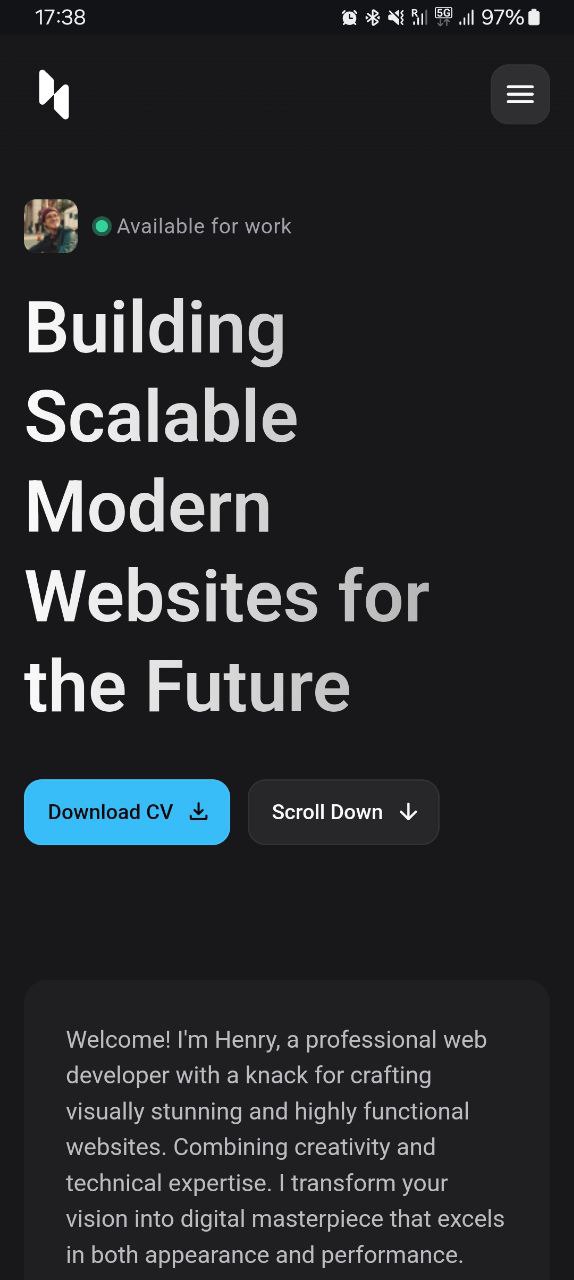 17:38
R 5G 97%
Available for work
Building
Scalable
Modern
Websites for
the Future
Download CV
Scroll Down
Welcome! I'm Henry, a professional web
developer with a knack for crafting
visually stunning and highly functional
websites. Combining creativity and
technical expertise. I transform your
vision into digital masterpiece that excels
in both appearance and performance.